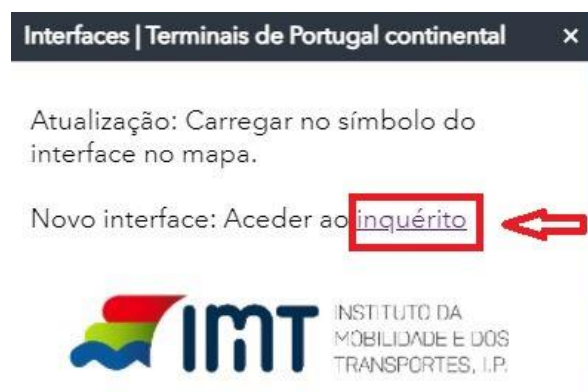 Interfaces | Terminais de Portugal continental ×
Atualização: Carregar no símbolo do
interface no mapa.
Novo interface: Aceder ao inquérito
IMT
INSTITUTO DA
MOBILIDADE E DOS
TRANSPORTES, I.P.